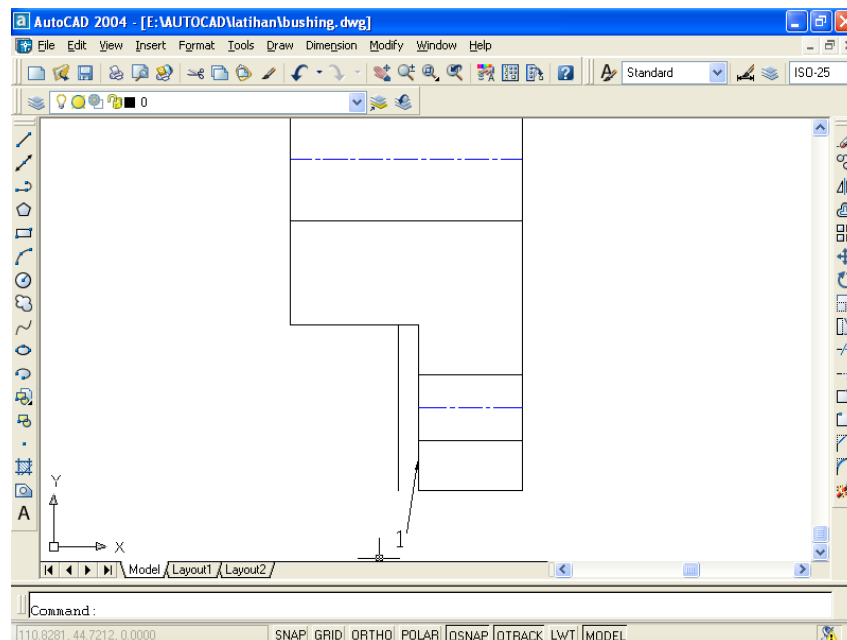 AutoCAD 2004 - [E:\AUTOCAD\latihan\bushing.dwg]
File Edit View Insert Format Tools Draw Dimension Modify Window Help
Standard ISO-25
0
1
Y
X
A
Model Layout1 Layout2
Command:
110.8281, 44.7212, 0.0000 SNAP GRID ORTHO POLAR OSNAP OTRACK LWT MODEL